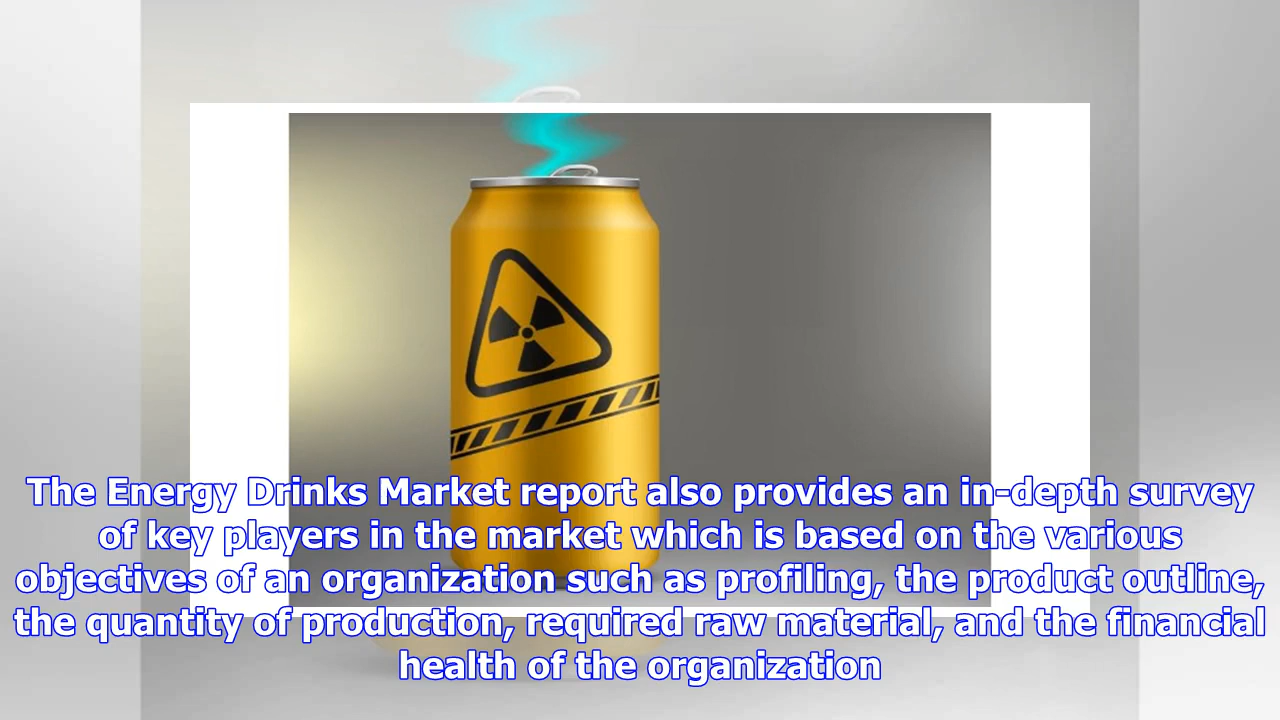 The Energy Drinks Market report also provides an in-depth survey
of key players in the market which is based on the various
objectives of an organization such as profiling, the product outline,
the quantity of production, required raw material, and the financial
health of the organization